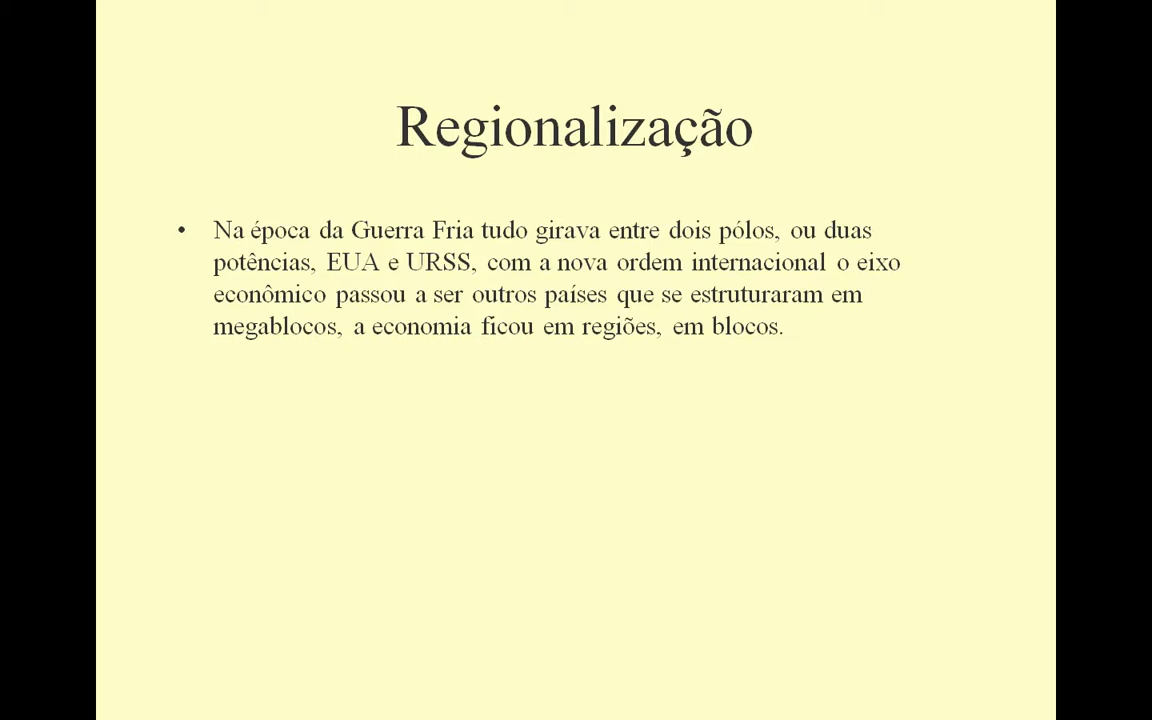 Regionalização
• Na época da Guerra Fria tudo girava entre dois pólos, ou duas
potências, EUA e URSS, com a nova ordem internacional o eixo
econômico passou a ser outros países que se estruturaram em
megablocos, a economia ficou em regiões, em blocos.